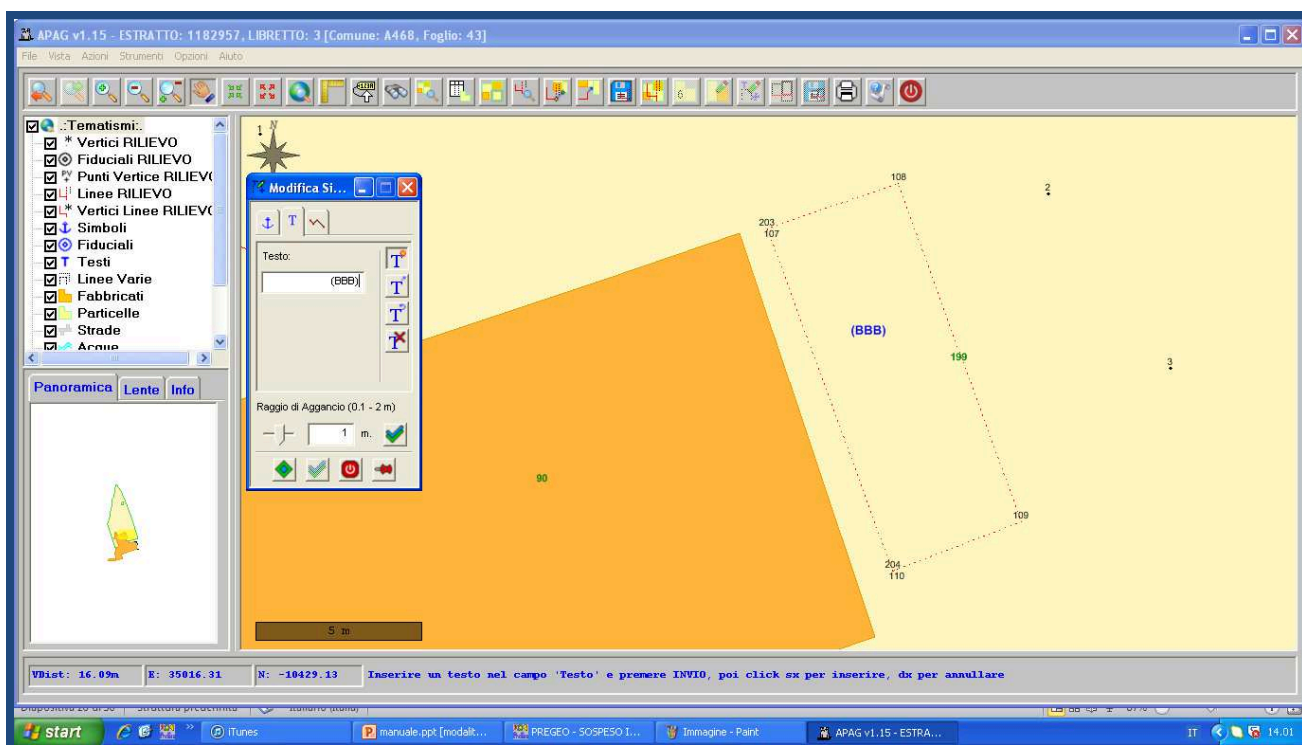 APAG v1.15 - ESTRATTO: 1182957, LIBRETTO: 3 [Comune: A468, Foglio: 43]
File Vista Azioni Strumenti Opzioni Aiuto
.:Tematismi:.
Vertici RILIEVO
Fiduciali RILIEVO
Punti Vertice RILIEV(
Linee RILIEVO
Vertici Linee RILIEV(
Simboli
Fiduciali
T Testi
Linee Varie
Fabbricati
Particelle
Strade
Acque
Panoramica Lente Info
1 N
Modifica Si...
T
Testo:
(BBB)
Raggio di Aggancio (0.1 - 2 m)
1 m.
108
2
203
107
(BBB)
199
3
90
109
204
110
5 m
VDist: 16.09m E: 35016.31 N: -10429.13 Inserire un testo nel campo 'Testo' e premere INVIO, poi click sx per inserire, dx per annullare
start iTunes manuale.ppt [modalit... PREGEO - SOSPESO I... Immagine - Paint APAG v1.15 - ESTRA... IT 14.01